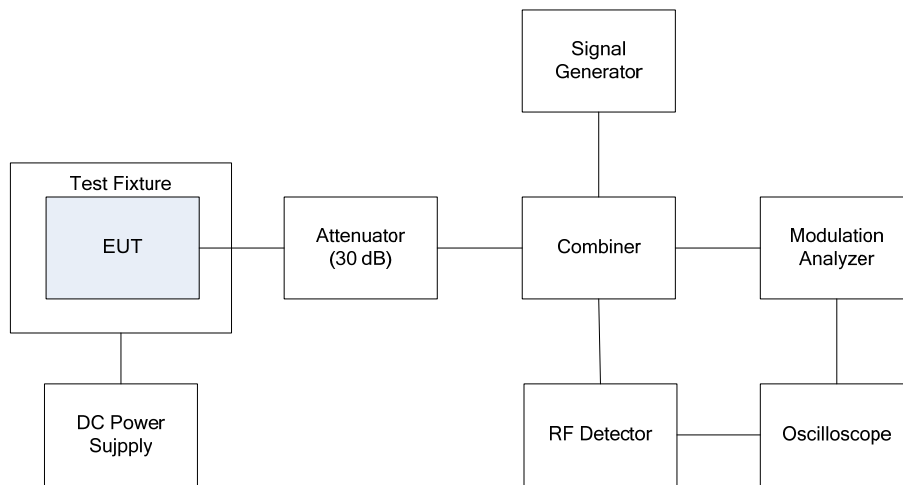 Signal
Generator
Test Fixture
EUT
Attenuator
(30 dB)
Combiner
Modulation
Analyzer
DC Power
Sujpply
RF Detector
Oscilloscope